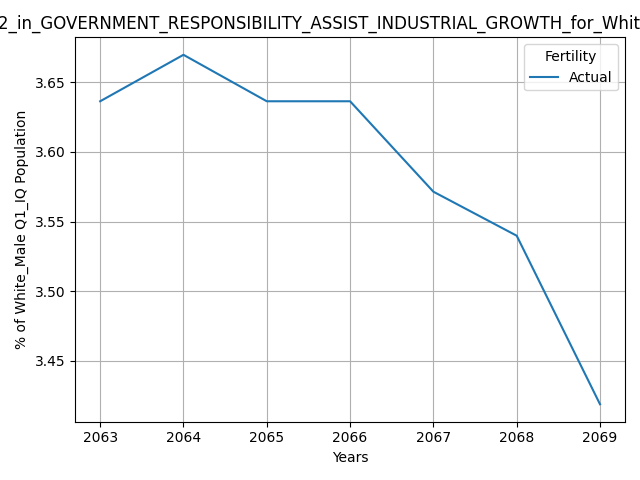 2_in_GOVERNMENT_RESPONSIBILITY_ASSIST_INDUSTRIAL_GROWTH_for_Whit
Fertility
Actual
% of White_Male Q1_IQ Population
3.65
3.60
3.55
3.50
3.45
2063 2064 2065 2066 2067 2068 2069
Years